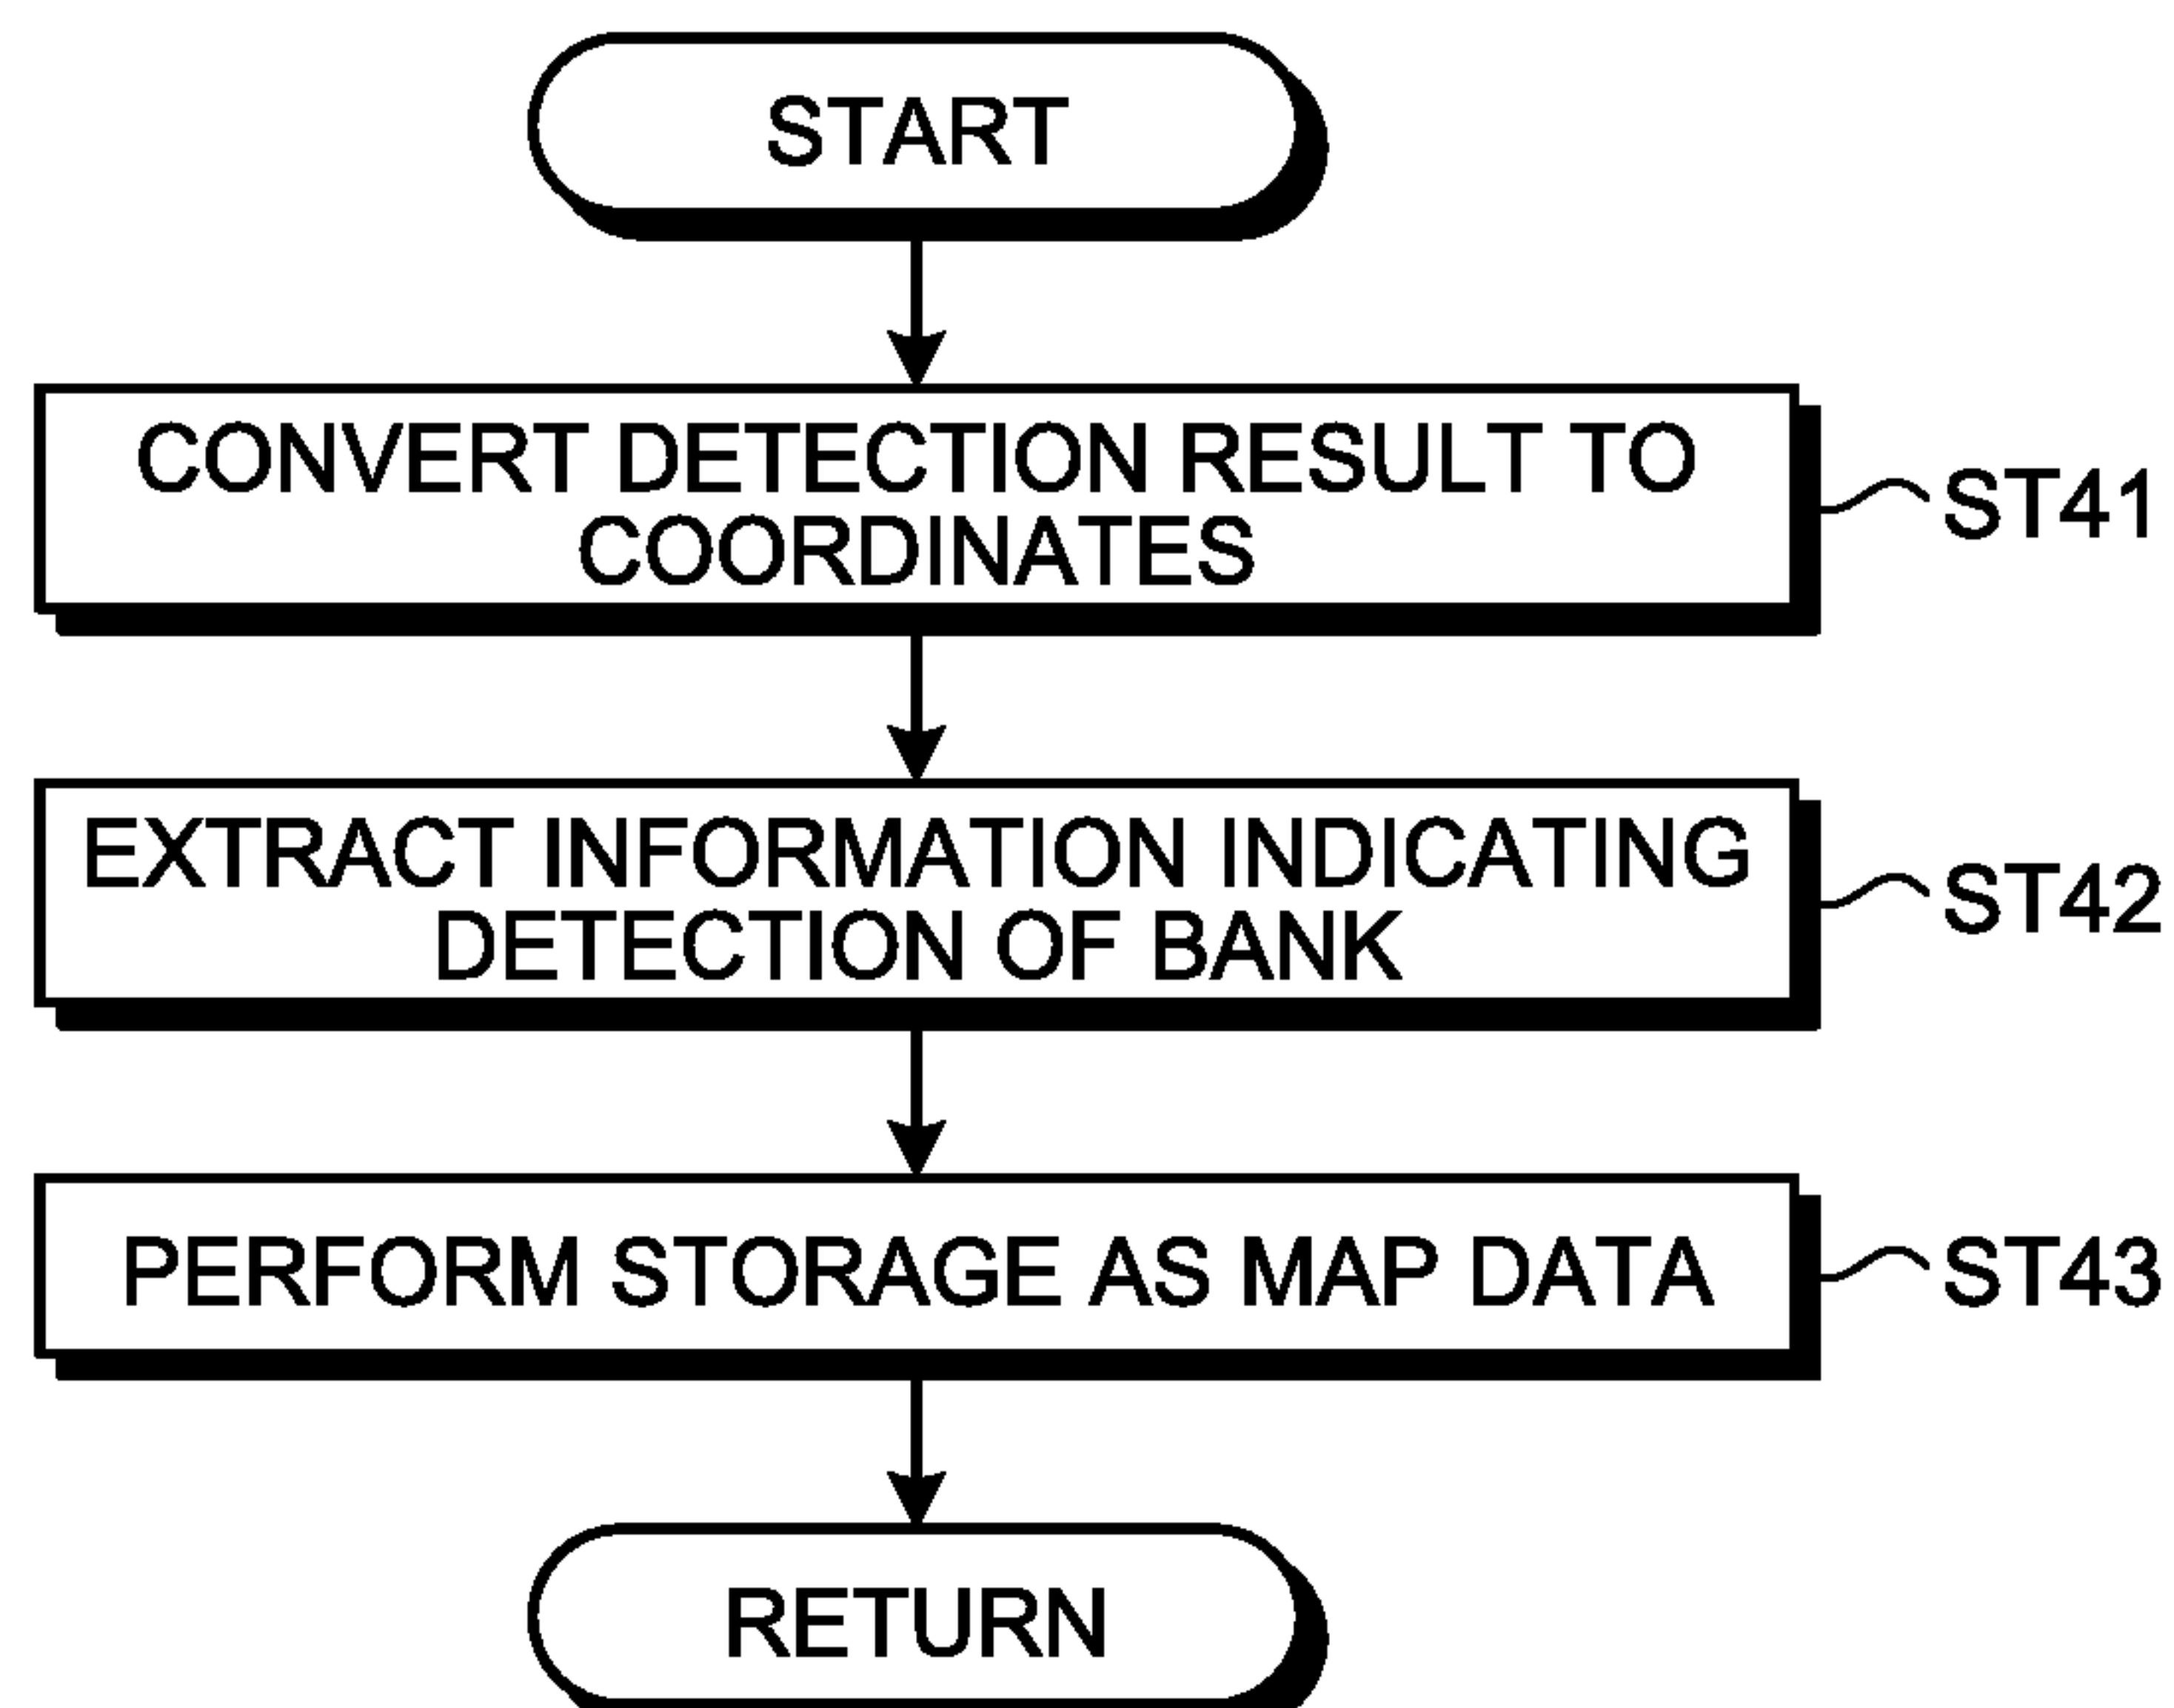 START
CONVERT DETECTION RESULT TO
COORDINATES
ST41
EXTRACT INFORMATION INDICATING
DETECTION OF BANK
ST42
PERFORM STORAGE AS MAP DATA
ST43
RETURN